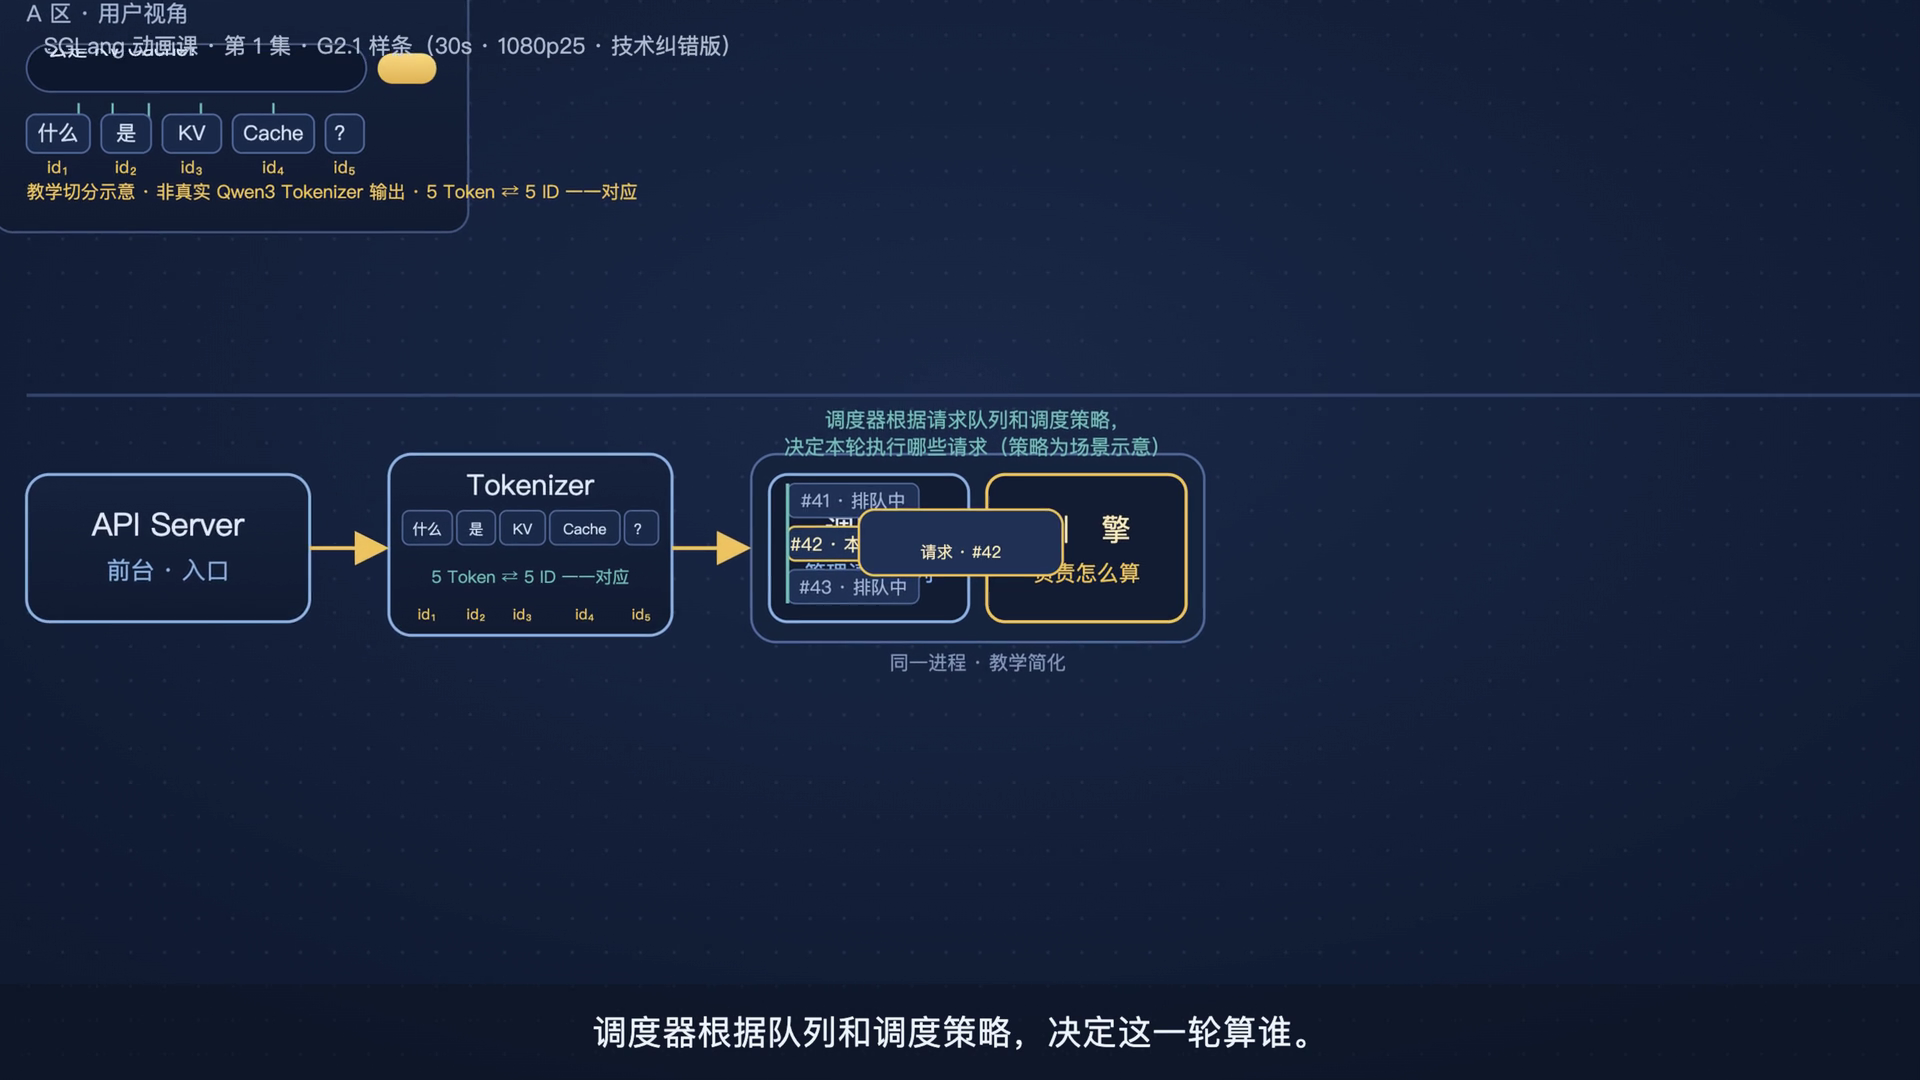 A 区 · 用户视角
SGLang 动画课 · 第 1 集 · G2.1 样条（30s · 1080p25 · 技术纠错版）
什么 是 KV Cache ?
id₁ id₂ id₃ id₄ id₅
教学切分示意 · 非真实 Qwen3 Tokenizer 输出 · 5 Token ⇄ 5 ID 一一对应
调度器根据请求队列和调度策略，
决定本轮执行哪些请求（策略为场景示意）
API Server
前台 · 入口
Tokenizer
什么 是 KV Cache ?
5 Token ⇄ 5 ID 一一对应
id₁ id₂ id₃ id₄ id₅
#41 · 排队中
#42 · 本
#43 · 排队中
请求 · #42
擎
责怎么算
同一进程 · 教学简化
调度器根据队列和调度策略，决定这一轮算谁。